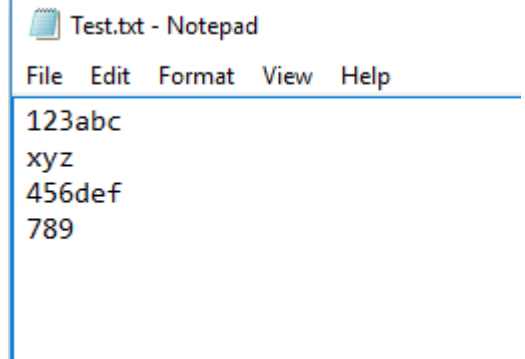 Test.txt - Notepad
File Edit Format View Help
123abc
xyz
456def
789